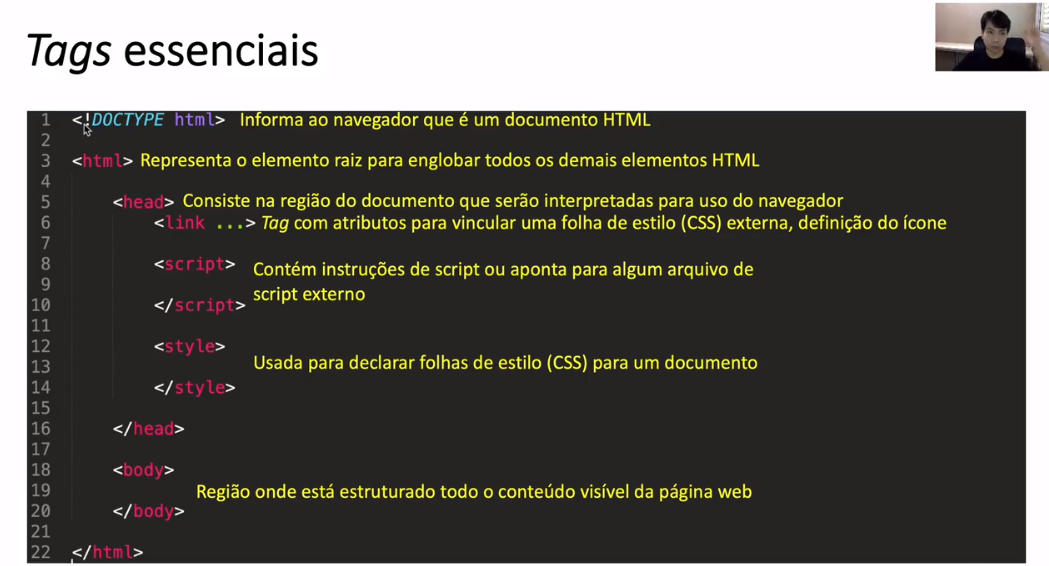 Tags essenciais
1 <!DOCTYPE html> Informa ao navegador que é um documento HTML
2
3 <html> Representa o elemento raiz para englobar todos os demais elementos HTML
4
5 <head> Consiste na região do documento que serão interpretadas para uso do navegador
6 <link ...> Tag com atributos para vincular uma folha de estilo (CSS) externa, definição do ícone
7
8 <script> Contém instruções de script ou aponta para algum arquivo de
9 script externo
10 </script>
11
12 <style>
13 Usada para declarar folhas de estilo (CSS) para um documento
14 </style>
15
16 </head>
17
18 <body>
19 Região onde está estruturado todo o conteúdo visível da página web
20 </body>
21
22 </html>